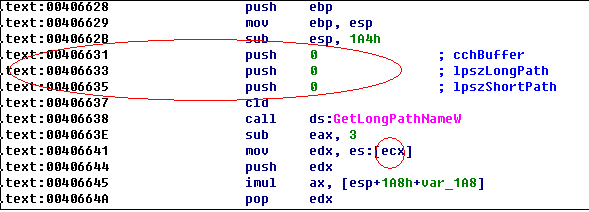 .text:00406628 push ebp
.text:00406629 mov ebp, esp
.text:0040662B sub esp, 1A4h
.text:00406631 push 0 ; cchBuffer
.text:00406633 push 0 ; lpszLongPath
.text:00406635 push 0 ; lpszShortPath
.text:00406637 cld
.text:00406638 call ds:GetLongPathNameW
.text:0040663E sub eax, 3
.text:00406641 mov edx, es:[ecx]
.text:00406644 push edx
.text:00406645 imul ax, [esp+1A8h+var_1A8]
.text:0040664A pop edx